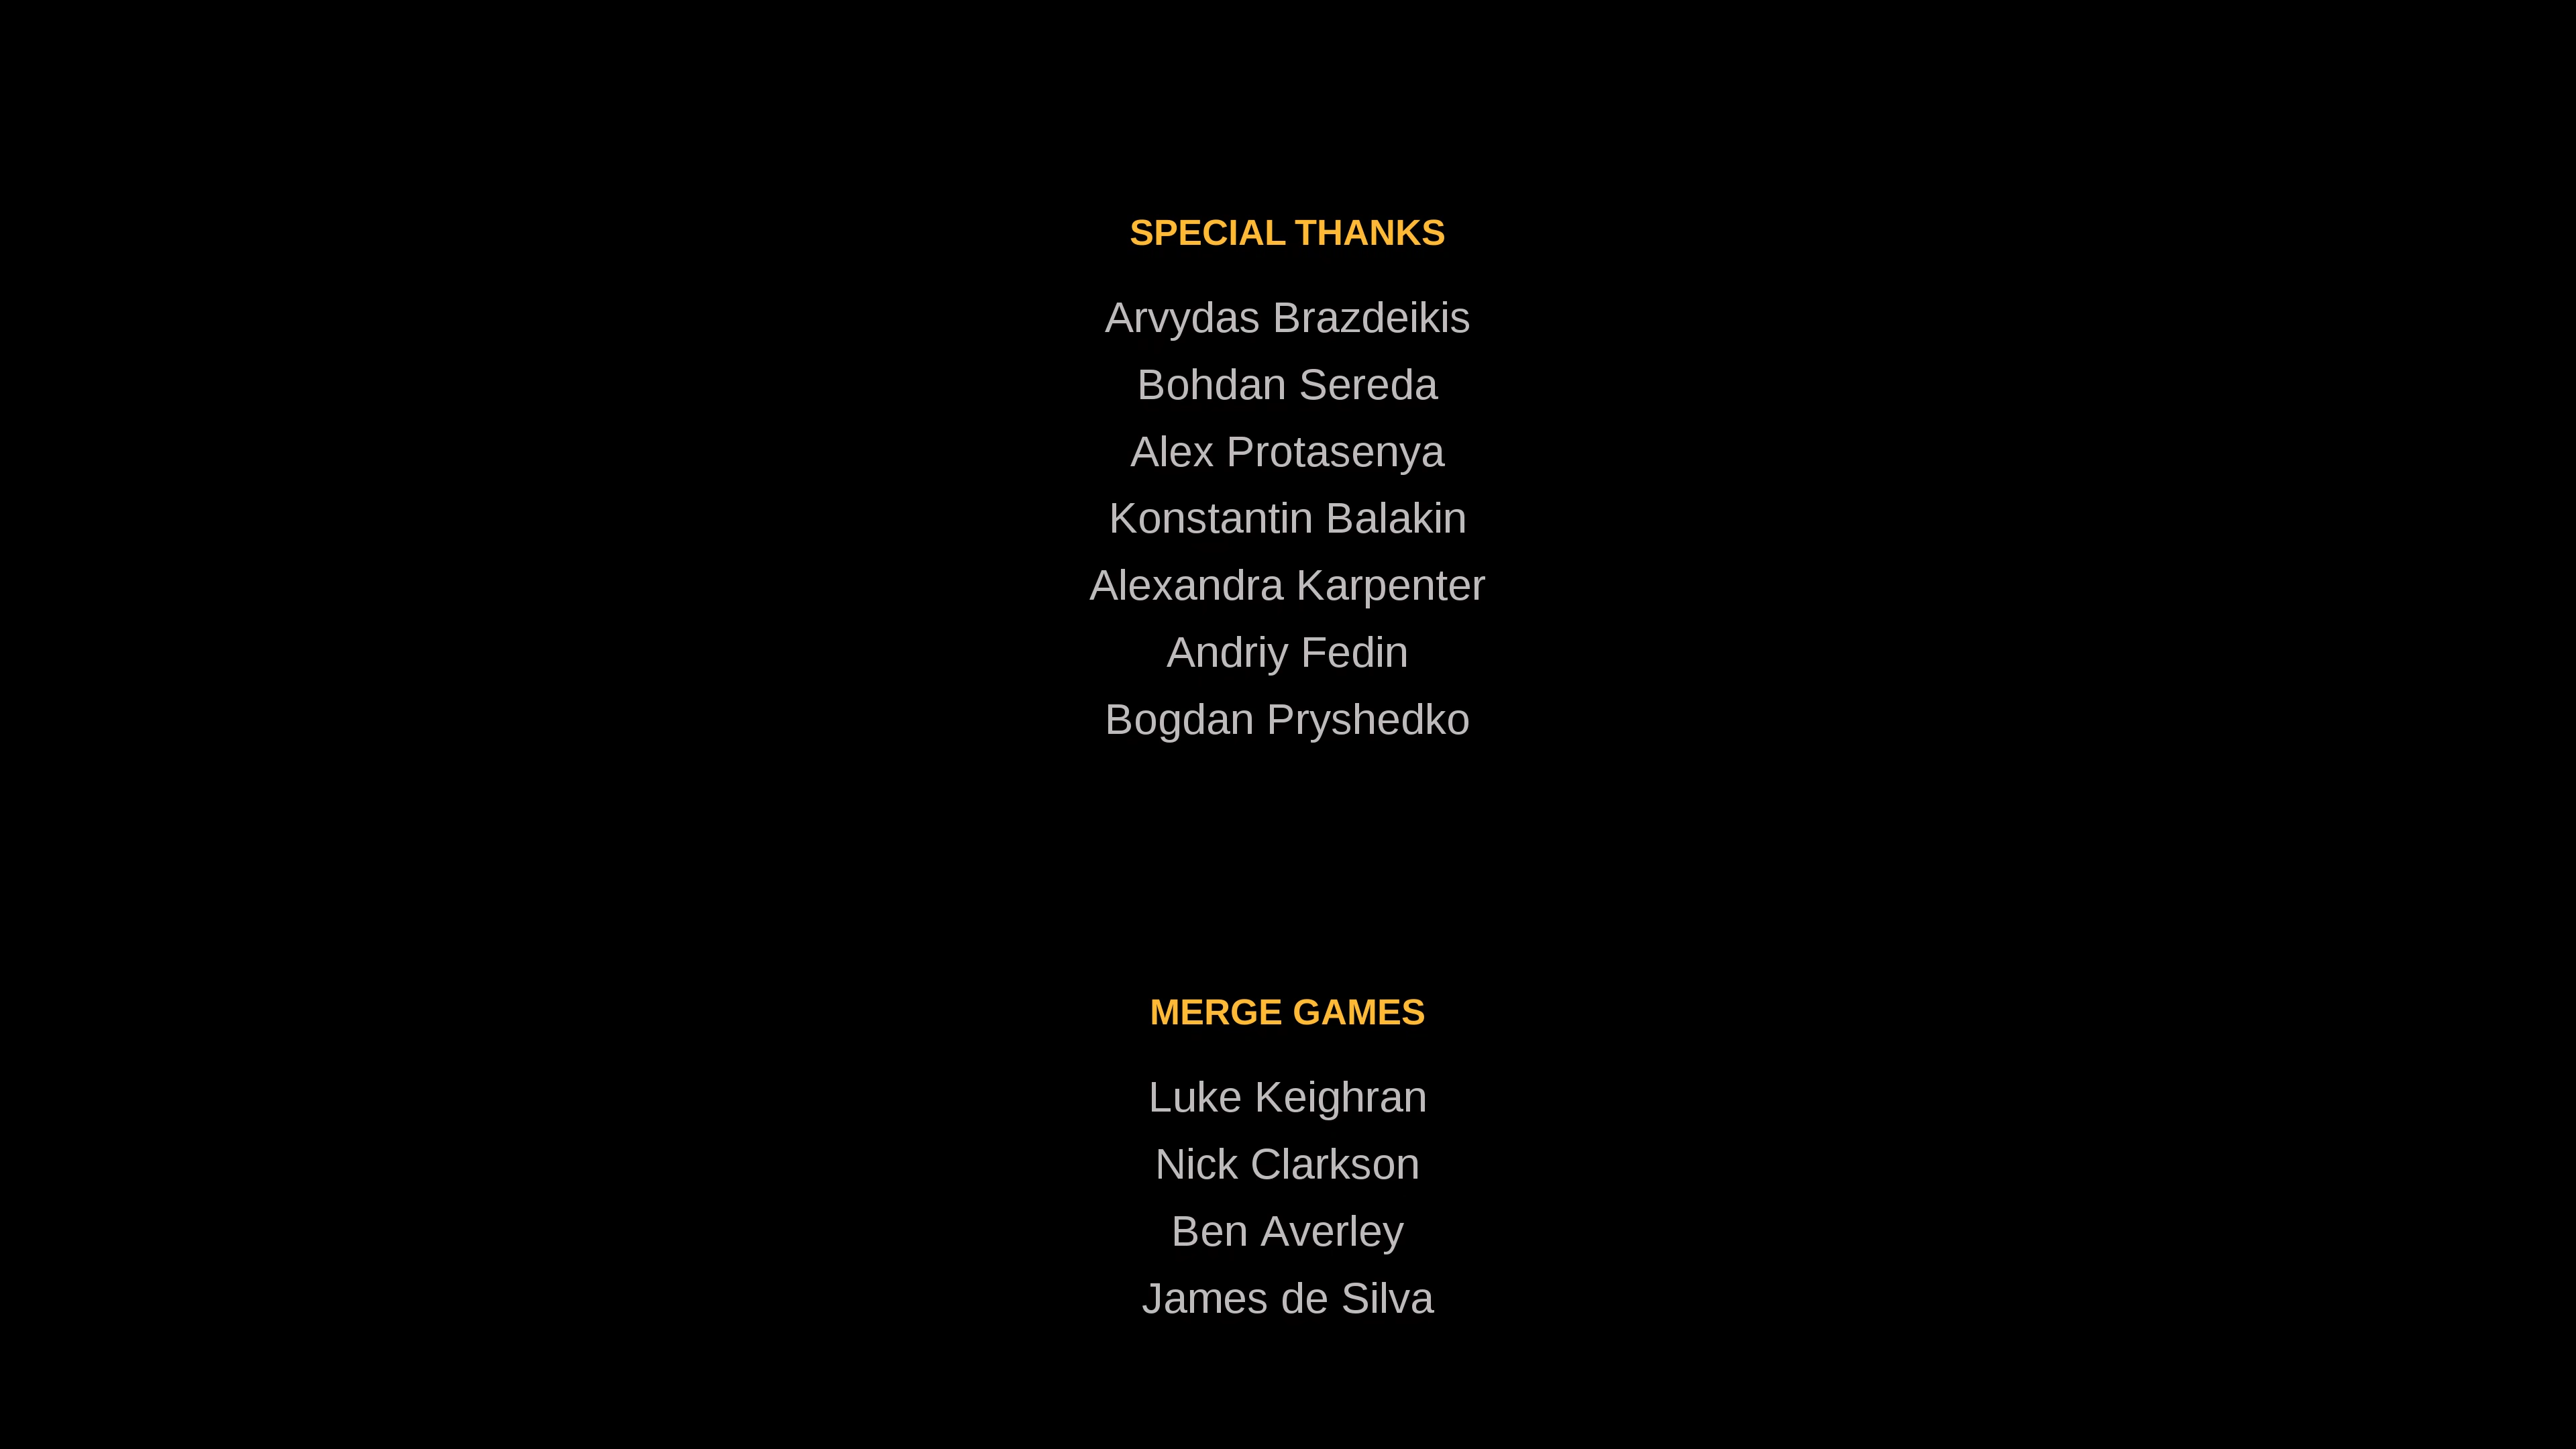 SPECIAL THANKS
Arvydas Brazdeikis
Bohdan Sereda
Alex Protasenya
Konstantin Balakin
Alexandra Karpenter
Andriy Fedin
Bogdan Pryshedko
MERGE GAMES
Luke Keighran
Nick Clarkson
Ben Averley
James de Silva